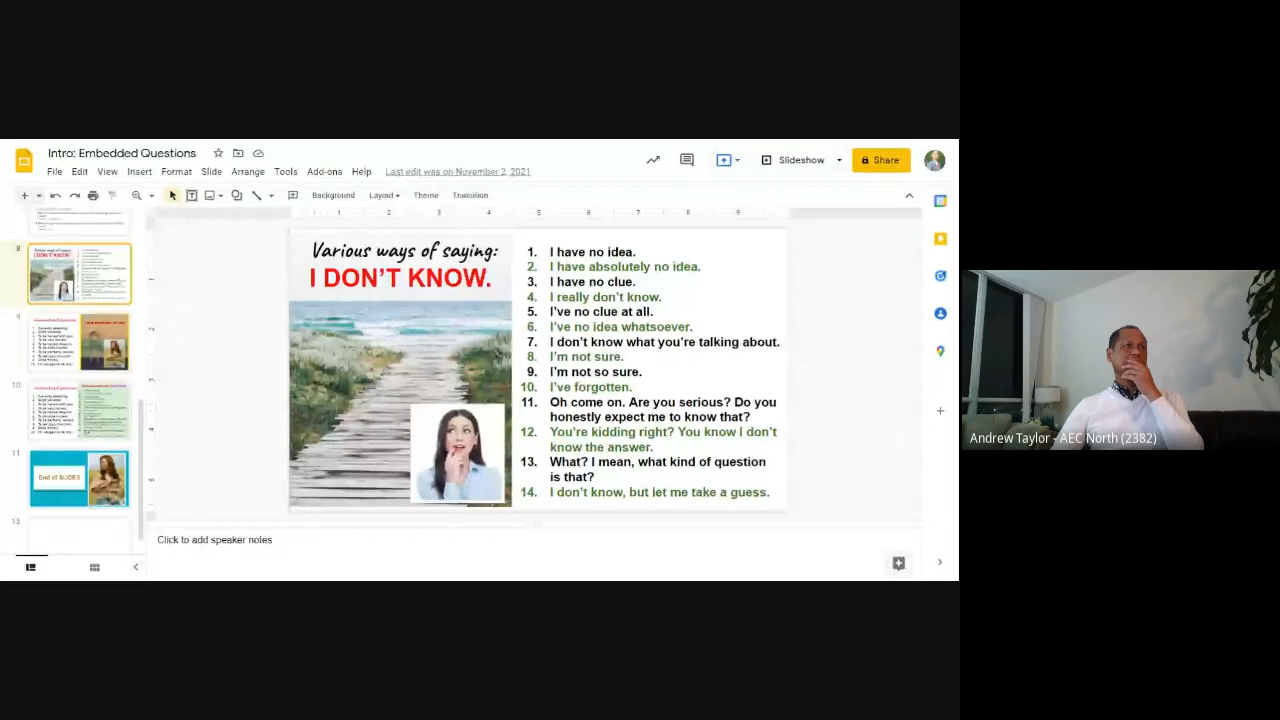 Intro: Embedded Questions
File Edit View Insert Format Slide Arrange Tools Add-ons Help Last edit was on November 2, 2021
Slideshow
Share
Background Layout Theme Transition
Various ways of saying:
I DON'T KNOW.
1. I have no idea.
2. I have absolutely no idea.
3. I have no clue.
4. I really don't know.
5. I've no clue at all.
6. I've no idea whatsoever.
7. I don't know what you're talking about.
8. I'm not sure.
9. I'm not so sure.
10. I've forgotten.
11. Oh come on. Are you serious? Do you
honestly expect me to know that?
12. You're kidding right? You know I don't
know the answer.
13. What? I mean, what kind of question
is that?
14. I don't know, but let me take a guess.
8
9
10
11
End of SLIDES
12
Click to add speaker notes
Andrew Taylor - AEC North (2382)